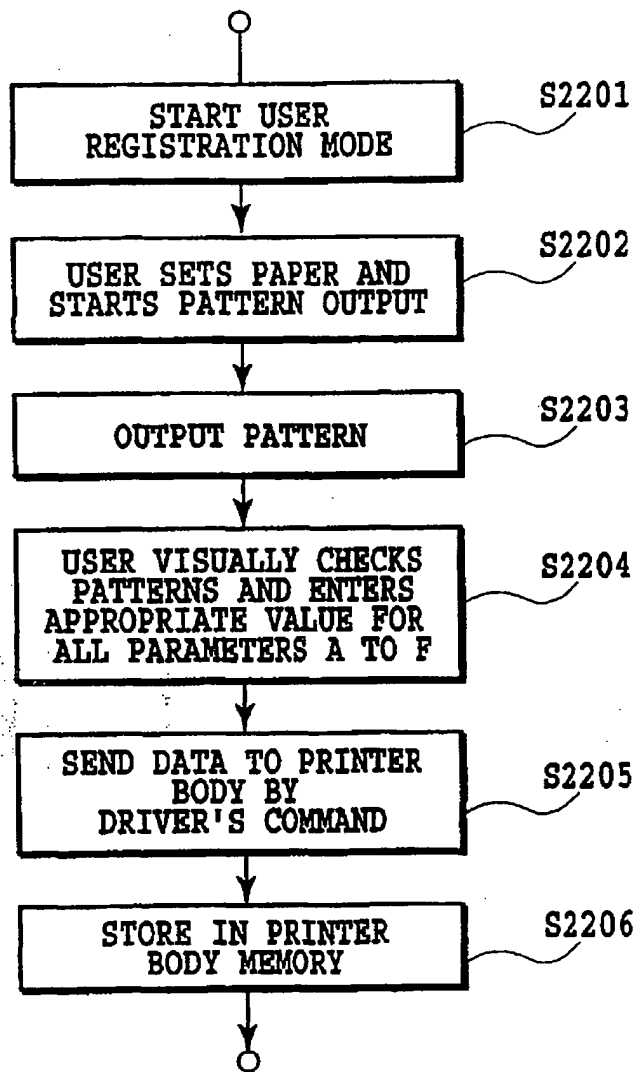 START USER
REGISTRATION MODE
S2201
USER SETS PAPER AND
STARTS PATTERN OUTPUT
S2202
OUTPUT PATTERN
S2203
USER VISUALLY CHECKS
PATTERNS AND ENTERS
APPROPRIATE VALUE FOR
ALL PARAMETERS A TO F
S2204
SEND DATA TO PRINTER
BODY BY
DRIVER'S COMMAND
S2205
STORE IN PRINTER
BODY MEMORY
S2206